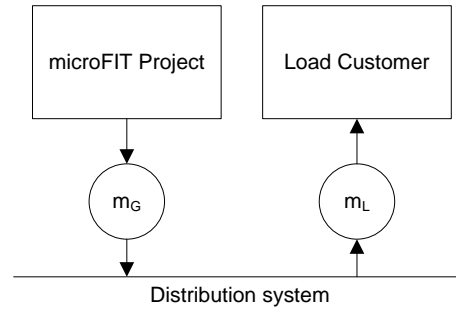 microFIT Project
Load Customer
mG
mL
Distribution system